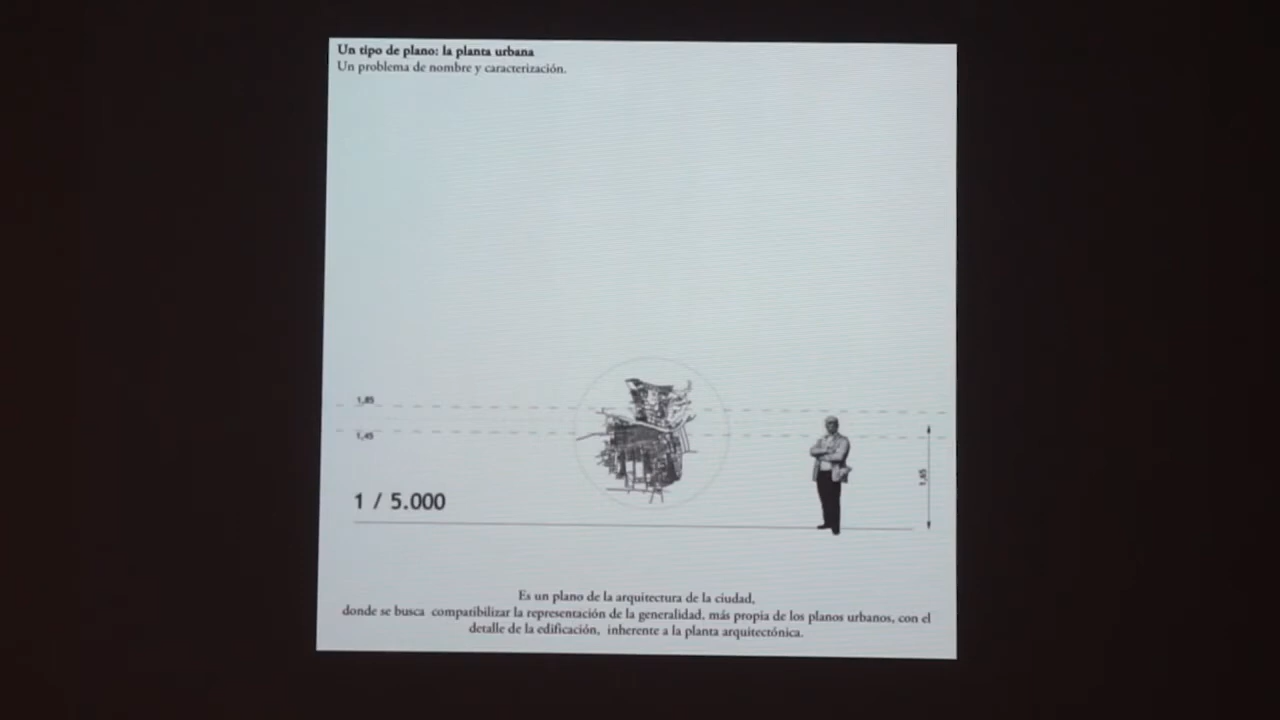 Un tipo de plano: la planta urbana
Un problema de nombre y caracterización.
1,85
1,45
1,65
1 / 5.000
Es un plano de la arquitectura de la ciudad,
donde se busca compatibilizar la representación de la generalidad, más propia de los planos urbanos, con el
detalle de la edificación, inherente a la planta arquitectónica.